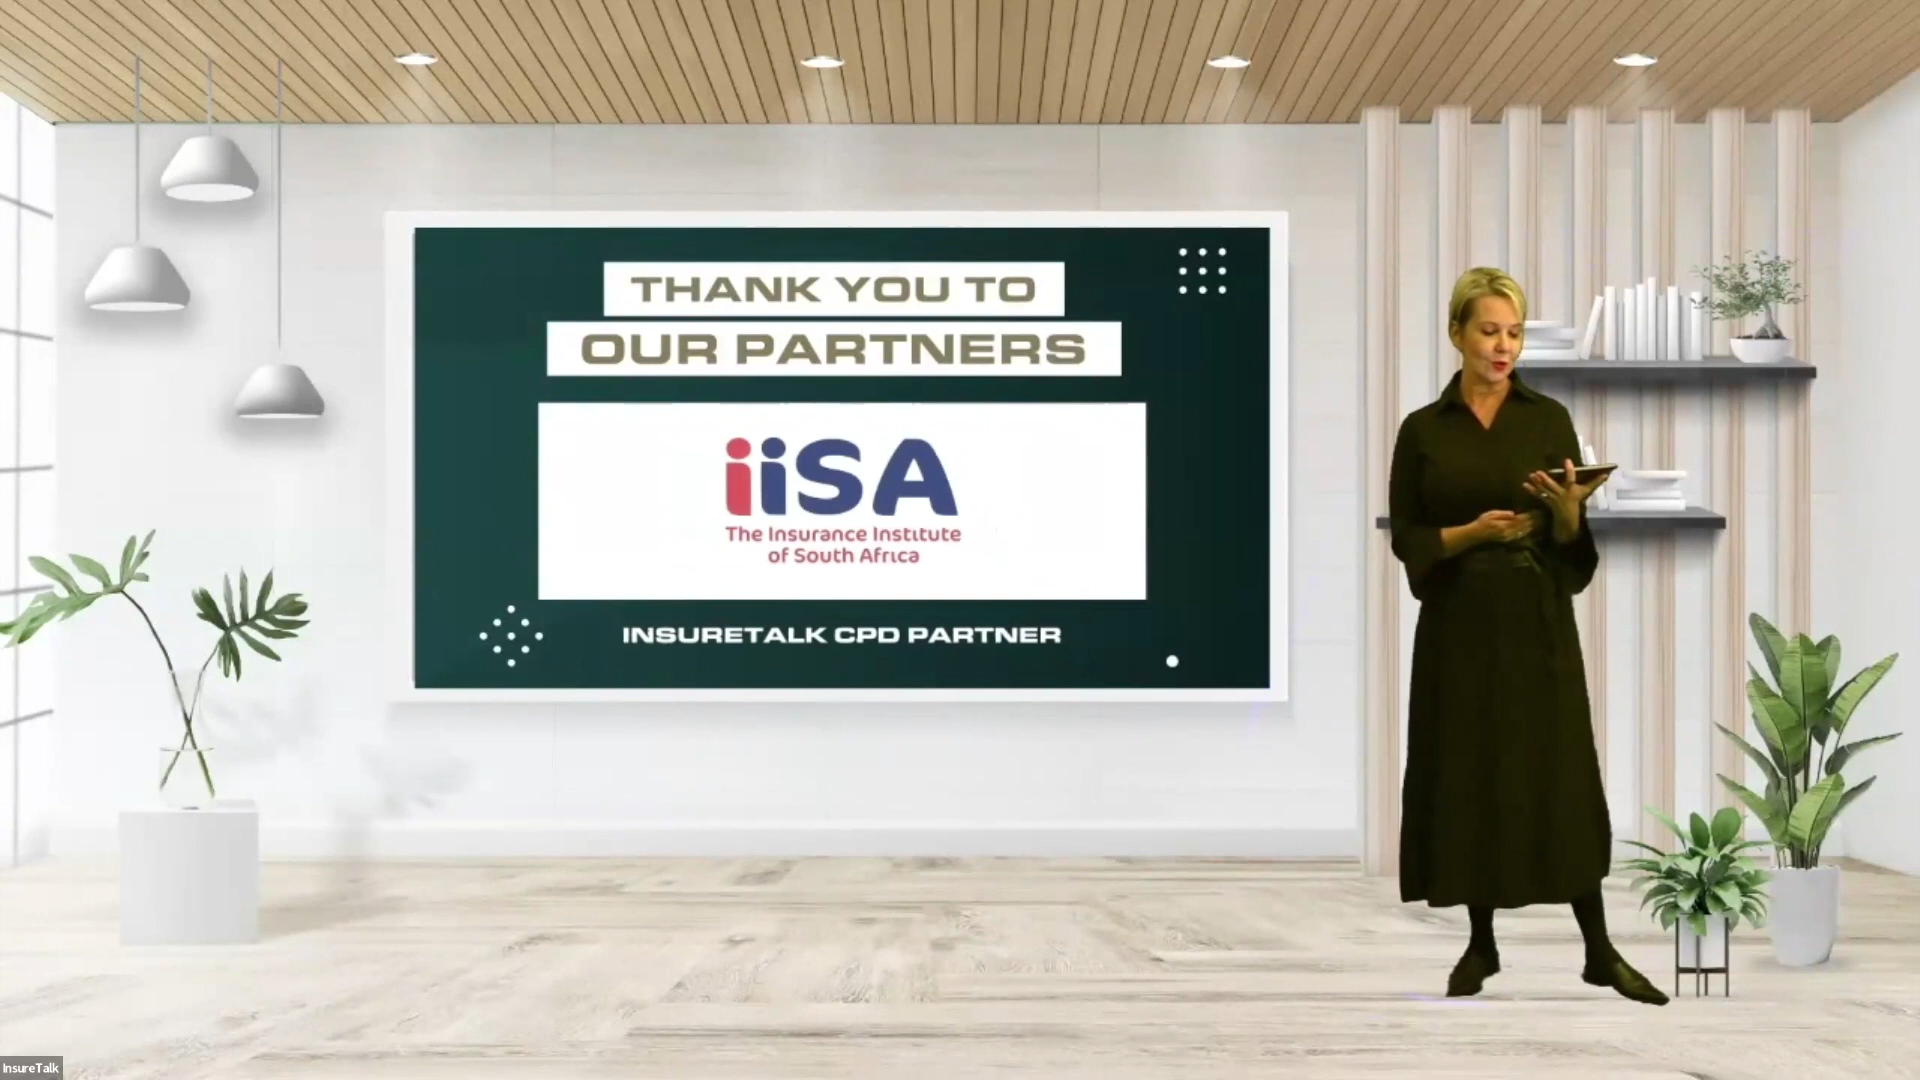 THANK YOU TO
OUR PARTNERS
iiSA
The Insurance Institute
of South Africa
INSURETALK CPD PARTNER
InsureTalk